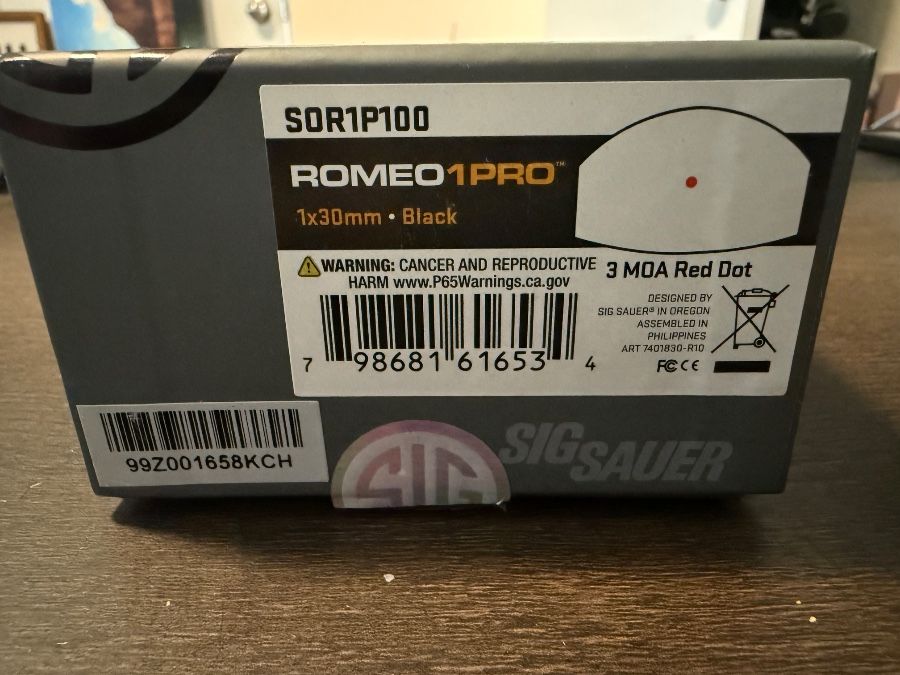 SOR1P100
ROMEO1PRO™
1x30mm • Black
WARNING: CANCER AND REPRODUCTIVE
HARM www.P65Warnings.ca.gov
3 MOA Red Dot
DESIGNED BY
SIG SAUER® IN OREGON
ASSEMBLED IN
PHILIPPINES
ART 7401830-R10
FC CE
7 98681 61653 4
99Z001658KCH
SIG
SIG SAUER